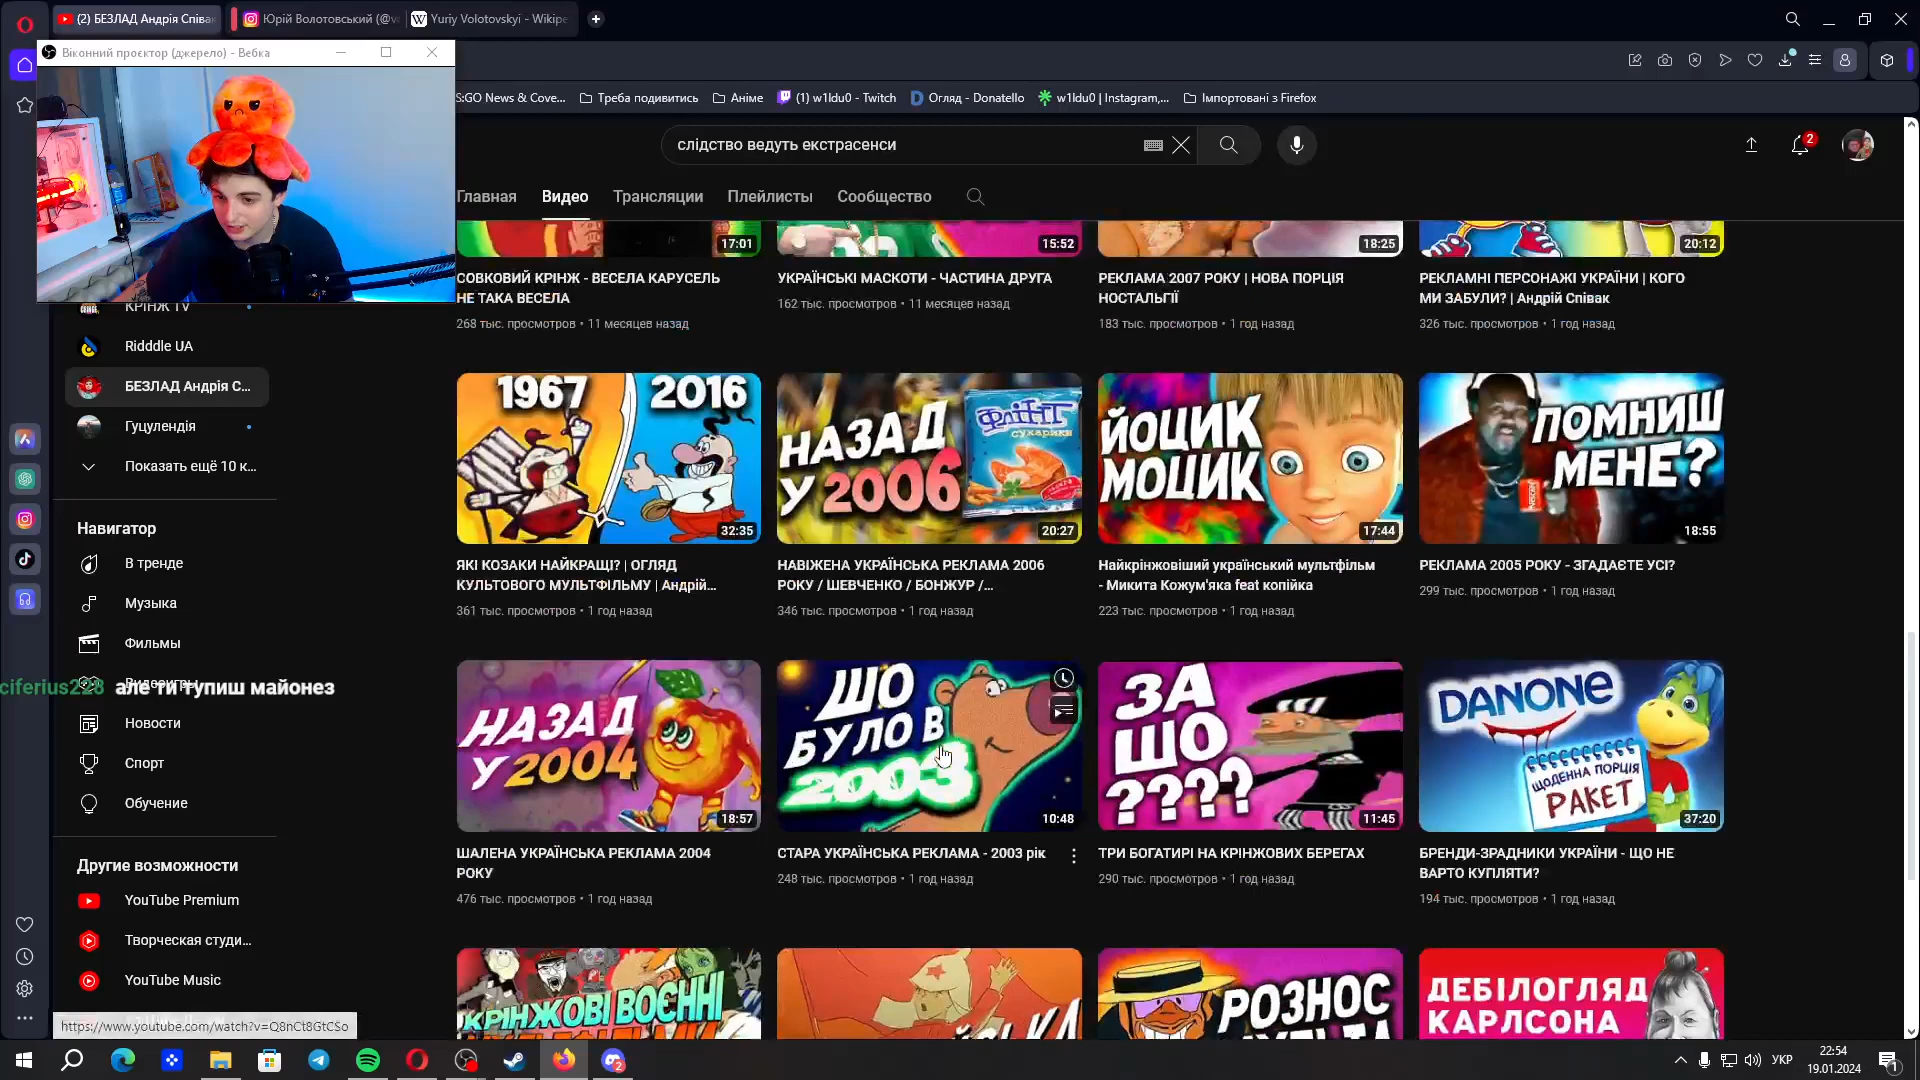 (2) БЕЗЛАД Андрія Співак
Юрій Волотовський (@vo
Yuriy Volotovskyi - Wikipe
Віконний проєктор (джерело) - Вебка
S:GO News & Cove...
Треба подивитись
Аніме
(1) w1ldu0 - Twitch
Огляд - Donatello
w1ldu0 | Instagram,...
Імпортовані з Firefox
слідство ведуть екстрасенси
2
Главная
Видео
Трансляции
Плейлисты
Сообщество
17:01
15:52
18:25
20:12
СОВКОВИЙ КРІНЖ - ВЕСЕЛА КАРУСЕЛЬ
НЕ ТАКА ВЕСЕЛА
268 тыс. просмотров • 11 месяцев назад
УКРАЇНСЬКІ МАСКОТИ - ЧАСТИНА ДРУГА
162 тыс. просмотров • 11 месяцев назад
РЕКЛАМА 2007 РОКУ | НОВА ПОРЦІЯ
НОСТАЛЬГІЇ
183 тыс. просмотров • 1 год назад
РЕКЛАМНІ ПЕРСОНАЖІ УКРАЇНИ | КОГО
МИ ЗАБУЛИ? | Андрій Співак
326 тыс. просмотров • 1 год назад
КРІНЖ TV
Ridddle UA
БЕЗЛАД Андрія С...
Гуцулендія
Показать ещё 10 к...
Навигатор
В тренде
Музыка
Фильмы
Видеоигры
ciferius228 але ти тупиш майонез
Новости
Спорт
Обучение
Другие возможности
YouTube Premium
Творческая студи...
YouTube Music
https://www.youtube.com/watch?v=Q8nCt8GtCSo
1967
2016
32:35
НАЗАД
У 2006
Флінт
сухарики
20:27
ЙОЦИК
МОЦИК
17:44
ПОМНИШ
МЕНЕ?
18:55
ЯКІ КОЗАКИ НАЙКРАЩІ? | ОГЛЯД
КУЛЬТОВОГО МУЛЬТФІЛЬМУ | Андрій...
361 тыс. просмотров • 1 год назад
НАВІЖЕНА УКРАЇНСЬКА РЕКЛАМА 2006
РОКУ / ШЕВЧЕНКО / БОНЖУР /...
346 тыс. просмотров • 1 год назад
Найкрінжовіший український мультфільм
- Микита Кожум'яка feat копійка
223 тыс. просмотров • 1 год назад
РЕКЛАМА 2005 РОКУ - ЗГАДАЄТЕ УСІ?
299 тыс. просмотров • 1 год назад
НАЗАД
У 2004
18:57
ШО
БУЛО В
2003
10:48
ЗА
ШО
????
11:45
DANONE
ЩОДЕННА ПОРЦІЯ
РАКЕТ
37:20
ШАЛЕНА УКРАЇНСЬКА РЕКЛАМА 2004
РОКУ
476 тыс. просмотров • 1 год назад
СТАРА УКРАЇНСЬКА РЕКЛАМА - 2003 рік
248 тыс. просмотров • 1 год назад
ТРИ БОГАТИРІ НА КРІНЖОВИХ БЕРЕГАХ
290 тыс. просмотров • 1 год назад
БРЕНДИ-ЗРАДНИКИ УКРАЇНИ - ЩО НЕ
ВАРТО КУПЛЯТИ?
194 тыс. просмотров • 1 год назад
КРІНЖОВІ ВОЄННІ
РОЗНОС
ДЕБІЛОГЛЯД
КАРЛСОНА
2
УКР
22:54
19.01.2024
1